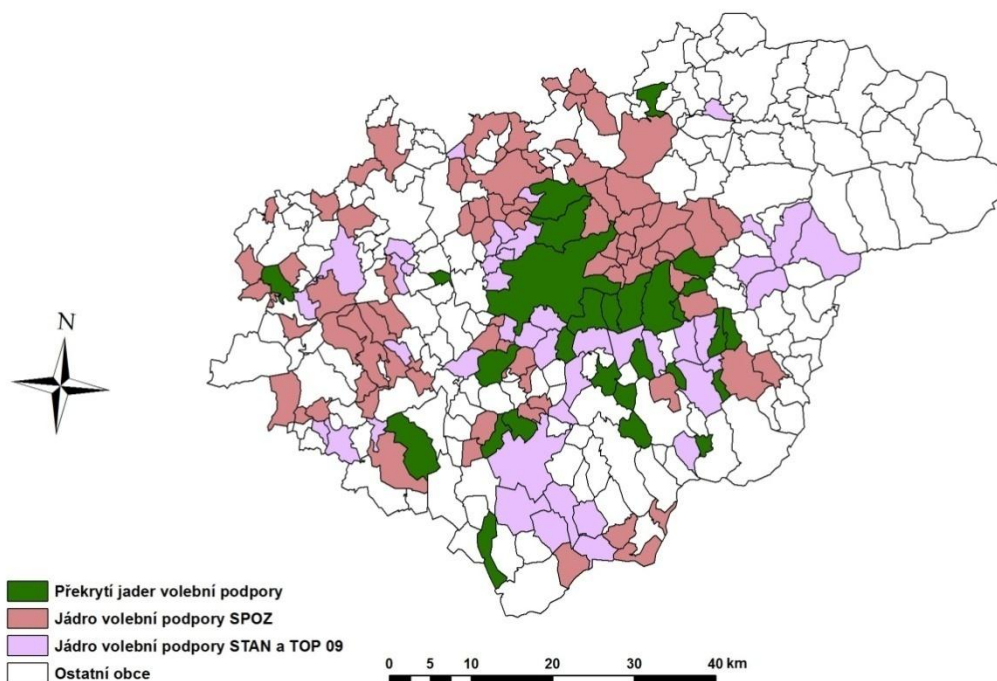 N
Překrytí jader volební podpory
Jádro volební podpory SPOZ
Jádro volební podpory STAN a TOP 09
Ostatní obce
0 5 10 20 30 40 km